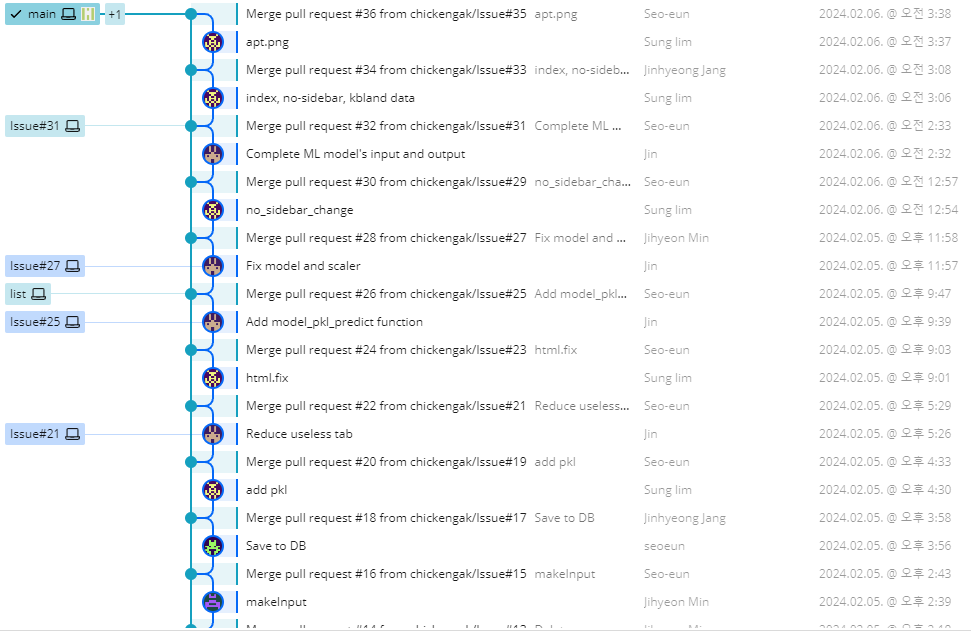 main +1 Merge pull request #36 from chickengak/Issue#35 apt.png Seo-eun 2024.02.06. @ 오전 3:38
apt.png Sung lim 2024.02.06. @ 오전 3:37
Merge pull request #34 from chickengak/Issue#33 index, no-sideb... Jinhyeong Jang 2024.02.06. @ 오전 3:08
index, no-sidebar, kbland data Sung lim 2024.02.06. @ 오전 3:06
Issue#31 Merge pull request #32 from chickengak/Issue#31 Complete ML ... Seo-eun 2024.02.06. @ 오전 2:33
Complete ML model's input and output Jin 2024.02.06. @ 오전 2:32
Merge pull request #30 from chickengak/Issue#29 no_sidebar_cha... Seo-eun 2024.02.06. @ 오전 12:57
no_sidebar_change Sung lim 2024.02.06. @ 오전 12:54
Merge pull request #28 from chickengak/Issue#27 Fix model and ... Jihyeon Min 2024.02.05. @ 오후 11:58
Issue#27 Fix model and scaler Jin 2024.02.05. @ 오후 11:57
list Merge pull request #26 from chickengak/Issue#25 Add model_pkl... Seo-eun 2024.02.05. @ 오후 9:47
Issue#25 Add model_pkl_predict function Jin 2024.02.05. @ 오후 9:39
Merge pull request #24 from chickengak/Issue#23 html.fix Seo-eun 2024.02.05. @ 오후 9:03
html.fix Sung lim 2024.02.05. @ 오후 9:01
Merge pull request #22 from chickengak/Issue#21 Reduce useless... Seo-eun 2024.02.05. @ 오후 5:29
Issue#21 Reduce useless tab Jin 2024.02.05. @ 오후 5:26
Merge pull request #20 from chickengak/Issue#19 add pkl Seo-eun 2024.02.05. @ 오후 4:33
add pkl Sung lim 2024.02.05. @ 오후 4:30
Merge pull request #18 from chickengak/Issue#17 Save to DB Jinhyeong Jang 2024.02.05. @ 오후 3:58
Save to DB seoeun 2024.02.05. @ 오후 3:56
Merge pull request #16 from chickengak/Issue#15 makeInput Seo-eun 2024.02.05. @ 오후 2:43
makeInput Jihyeon Min 2024.02.05. @ 오후 2:39